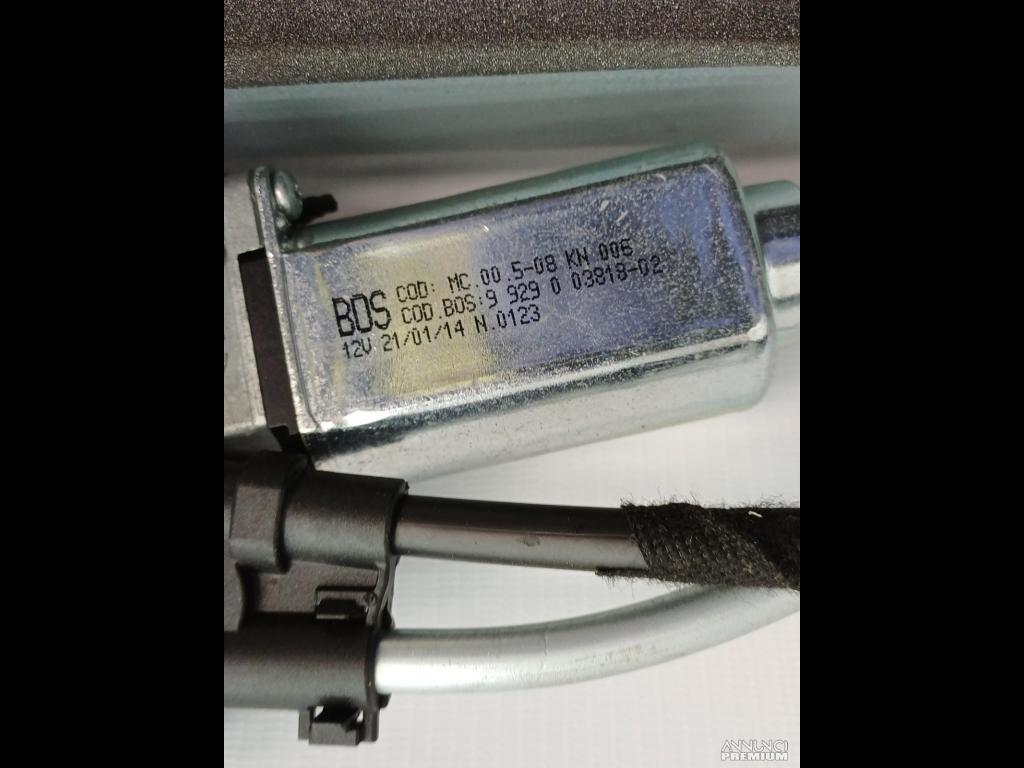 BOS
COD: MC.00.5-08 KN 006
COD.BOS:9 929 0 03818-02
12V 21/01/14 N.0123
ANNUNCI
PREMIUM